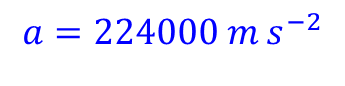 a = 224000 m s⁻²